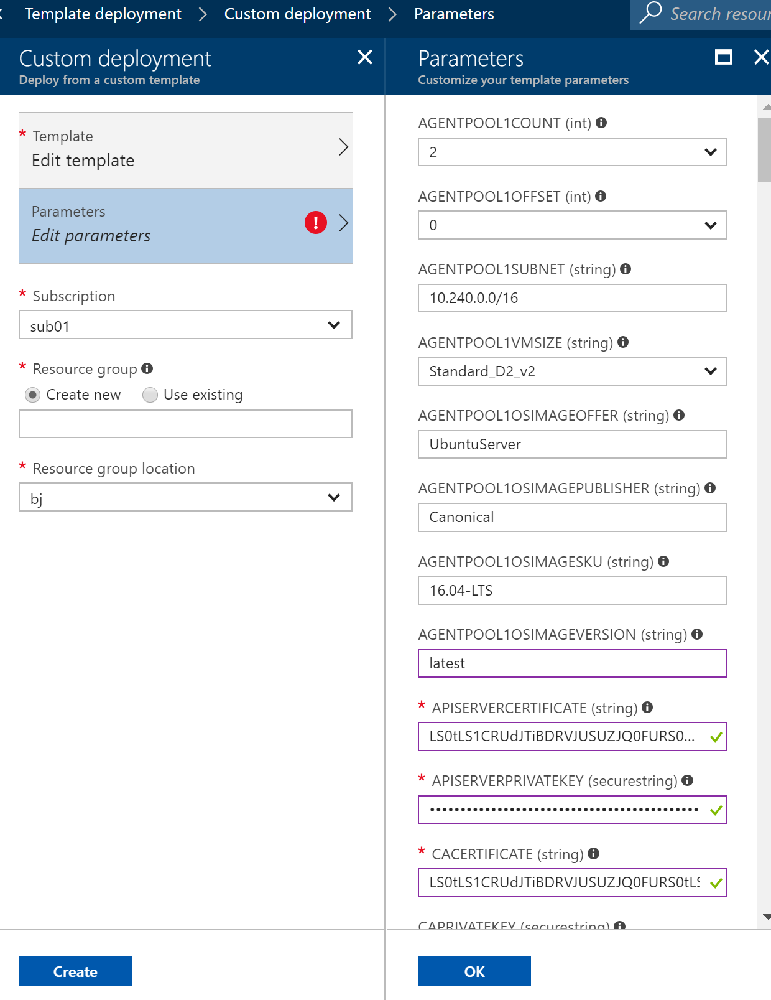 Template deployment > Custom deployment > Parameters
Search resour
Custom deployment
Deploy from a custom template
* Template
Edit template
Parameters
Edit parameters
* Subscription
sub01
* Resource group
Create new Use existing
* Resource group location
bj
Create
Parameters
Customize your template parameters
AGENTPOOL1COUNT (int)
2
AGENTPOOL1OFFSET (int)
0
AGENTPOOL1SUBNET (string)
10.240.0.0/16
AGENTPOOL1VMSIZE (string)
Standard_D2_v2
AGENTPOOL1OSIMAGEOFFER (string)
UbuntuServer
AGENTPOOL1OSIMAGEPUBLISHER (string)
Canonical
AGENTPOOL1OSIMAGESKU (string)
16.04-LTS
AGENTPOOL1OSIMAGEVERSION (string)
latest
* APISERVERCERTIFICATE (string)
LS0tLS1CRUdJTiBDRVJUSUZJQ0FURS0...
* APISERVERPRIVATEKEY (securestring)
* CACERTIFICATE (string)
LS0tLS1CRUdJTiBDRVJUSUZJQ0FURS0tLS
CAPRIVATEKEY (securestring)
OK